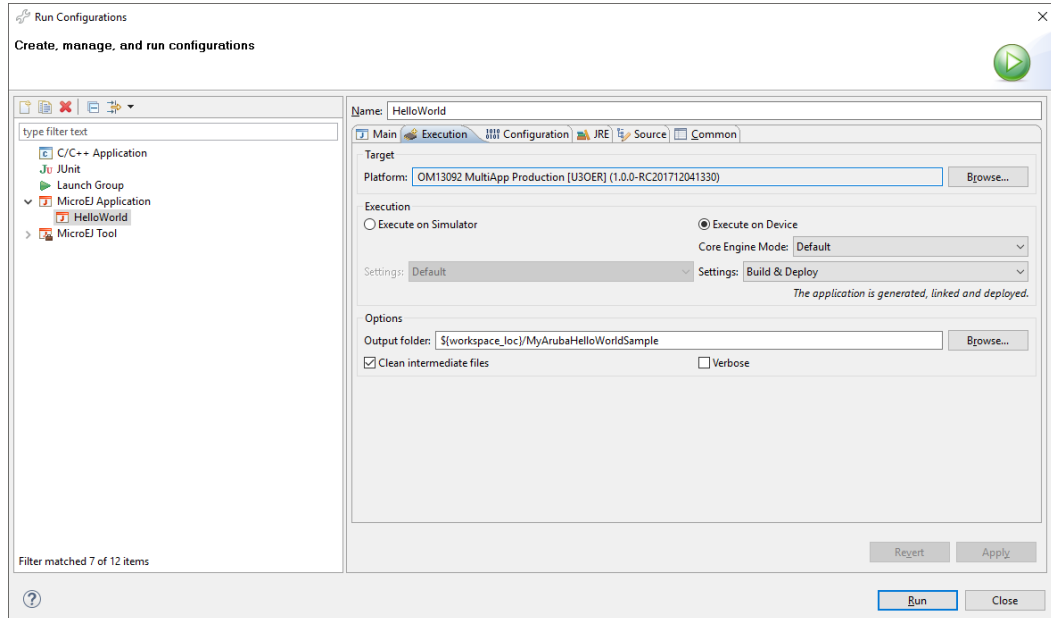 Run Configurations
Create, manage, and run configurations
type filter text
C/C++ Application
JUnit
Launch Group
MicroEJ Application
HelloWorld
MicroEJ Tool
Filter matched 7 of 12 items
Name: HelloWorld
Main Execution Configuration JRE Source Common
Target
Platform: OM13092 MultiApp Production [U3OER] (1.0.0-RC201712041330) Browse...
Execution
Execute on Simulator Execute on Device
Core Engine Mode: Default
Settings: Default Settings: Build & Deploy
The application is generated, linked and deployed.
Options
Output folder: ${workspace_loc}/MyArubaHelloWorldSample Browse...
Clean intermediate files Verbose
Revert Apply
Run Close